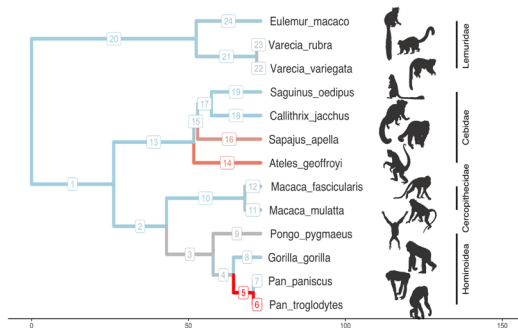 24 Eulemur_macaco
20
23 Varecia_rubra
21
22 Varecia_variegata
Lemuridae
19 Saguinus_oedipus
17
18 Callithrix_jacchus
15
13
16 Sapajus_apella
14 Ateles_geoffroyi
Cebidae
1
12 Macaca_fascicularis
10
11 Macaca_mulatta
Cercopithecidae
2
9 Pongo_pygmaeus
3
8 Gorilla_gorilla
4
7 Pan_paniscus
5
6 Pan_troglodytes
Hominoidea
0 50 100 150